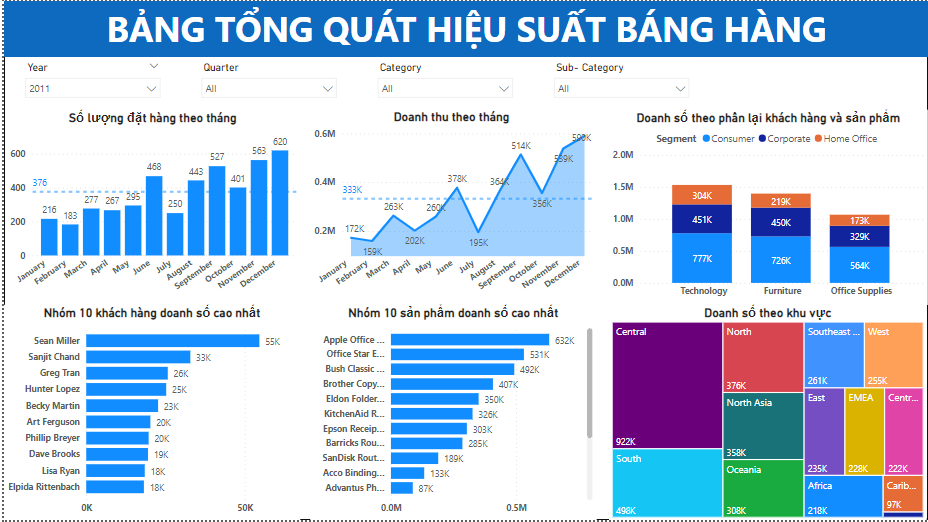 BẢNG TỔNG QUÁT HIỆU SUẤT BÁNG HÀNG
Year
Quarter
Category
Sub- Category
2011
All
All
All
Số lượng đặt hàng theo tháng
600
400
200
0
376
216
183
277
267
295
468
250
443
527
401
563
620
January
February
March
April
May
June
July
August
September
October
November
December
Doanh thu theo tháng
0.6M
0.4M
0.2M
333K
172K
159K
263K
202K
260K
378K
195K
364K
514K
356K
539K
590K
January
February
March
April
May
June
July
August
September
October
November
December
Doanh số theo phân lại khách hàng và sản phẩm
Segment Consumer Corporate Home Office
2.0M
1.5M
1.0M
0.5M
0.0M
304K
451K
777K
219K
450K
726K
173K
329K
564K
Technology
Furniture
Office Supplies
Nhóm 10 khách hàng doanh số cao nhất
Sean Miller 55K
Sanjit Chand 33K
Greg Tran 26K
Hunter Lopez 25K
Becky Martin 23K
Art Ferguson 20K
Phillip Breyer 20K
Dave Brooks 19K
Lisa Ryan 18K
Elpida Rittenbach 18K
0K 50K
Nhóm 10 sản phẩm doanh số cao nhất
Apple Office ... 632K
Office Star E... 531K
Bush Classic ... 492K
Brother Copy... 407K
Eldon Folder... 350K
KitchenAid R... 326K
Epson Receip... 303K
Barricks Rou... 285K
SanDisk Rout... 189K
Acco Binding... 133K
Advantus Ph... 87K
0.0M 0.5M
Doanh số theo khu vực
Central
922K
South
498K
North
376K
North Asia
358K
Oceania
308K
Southeast ...
261K
West
255K
East
235K
EMEA
228K
Centr...
222K
Africa
218K
Carib...
97K